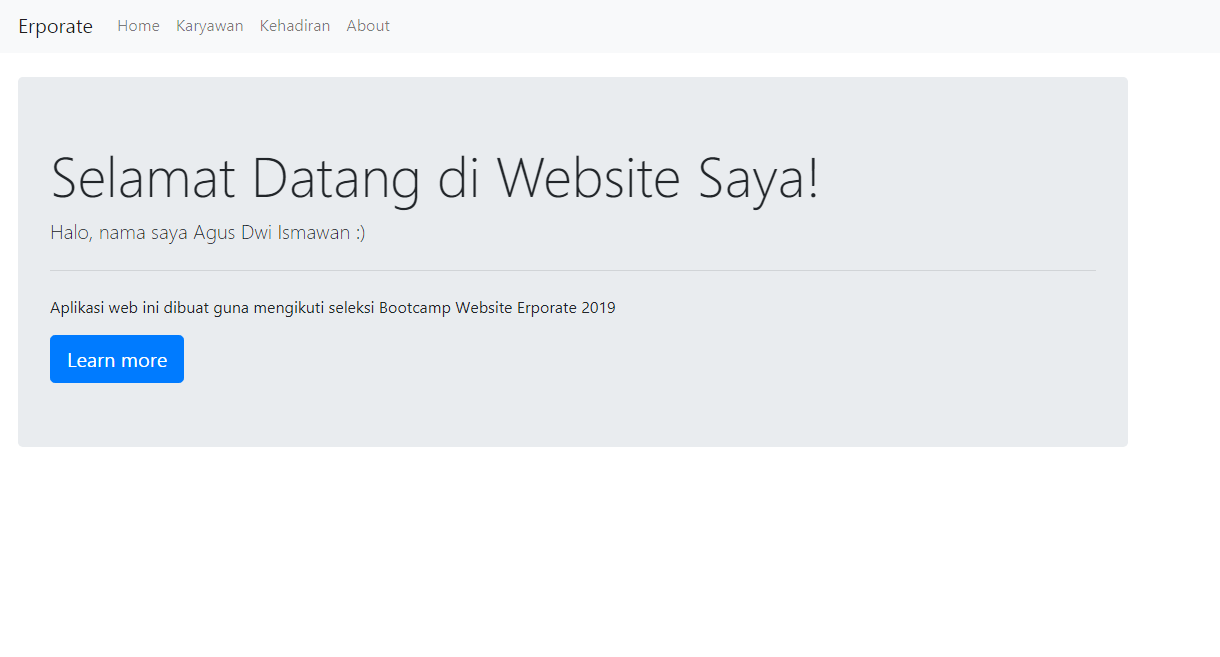 Erporate Home Karyawan Kehadiran About
Selamat Datang di Website Saya!
Halo, nama saya Agus Dwi Ismawan :)
Aplikasi web ini dibuat guna mengikuti seleksi Bootcamp Website Erporate 2019
Learn more